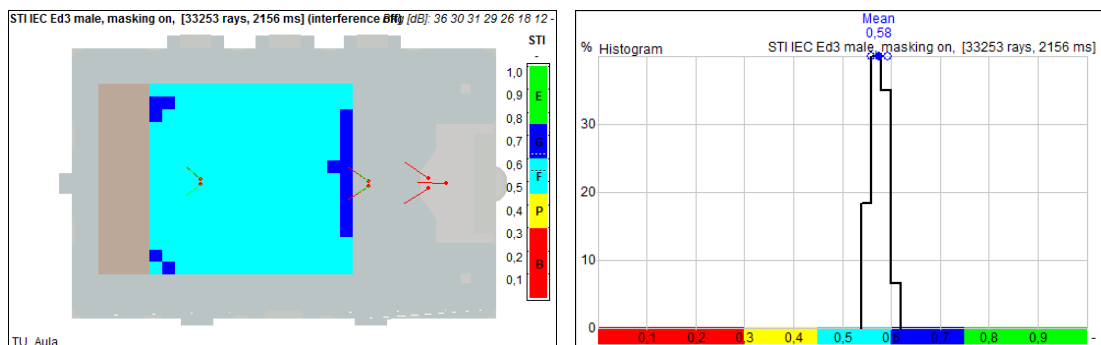 STI IEC Ed3 male, masking on, [33253 rays, 2156 ms] (interference off) [dB]: 36 30 31 29 26 18 12 -
STI
-
1,0
0,9
0,8
0,7
0,6
0,5
0,4
0,3
0,2
0,1
E
G
F
P
B
TU Aula
Mean
0,58
% Histogram
STI IEC Ed3 male, masking on, [33253 rays, 2156 ms]
30
20
10
0
0,1 0,2 0,3 0,4 0,5 0,6 0,7 0,8 0,9 -